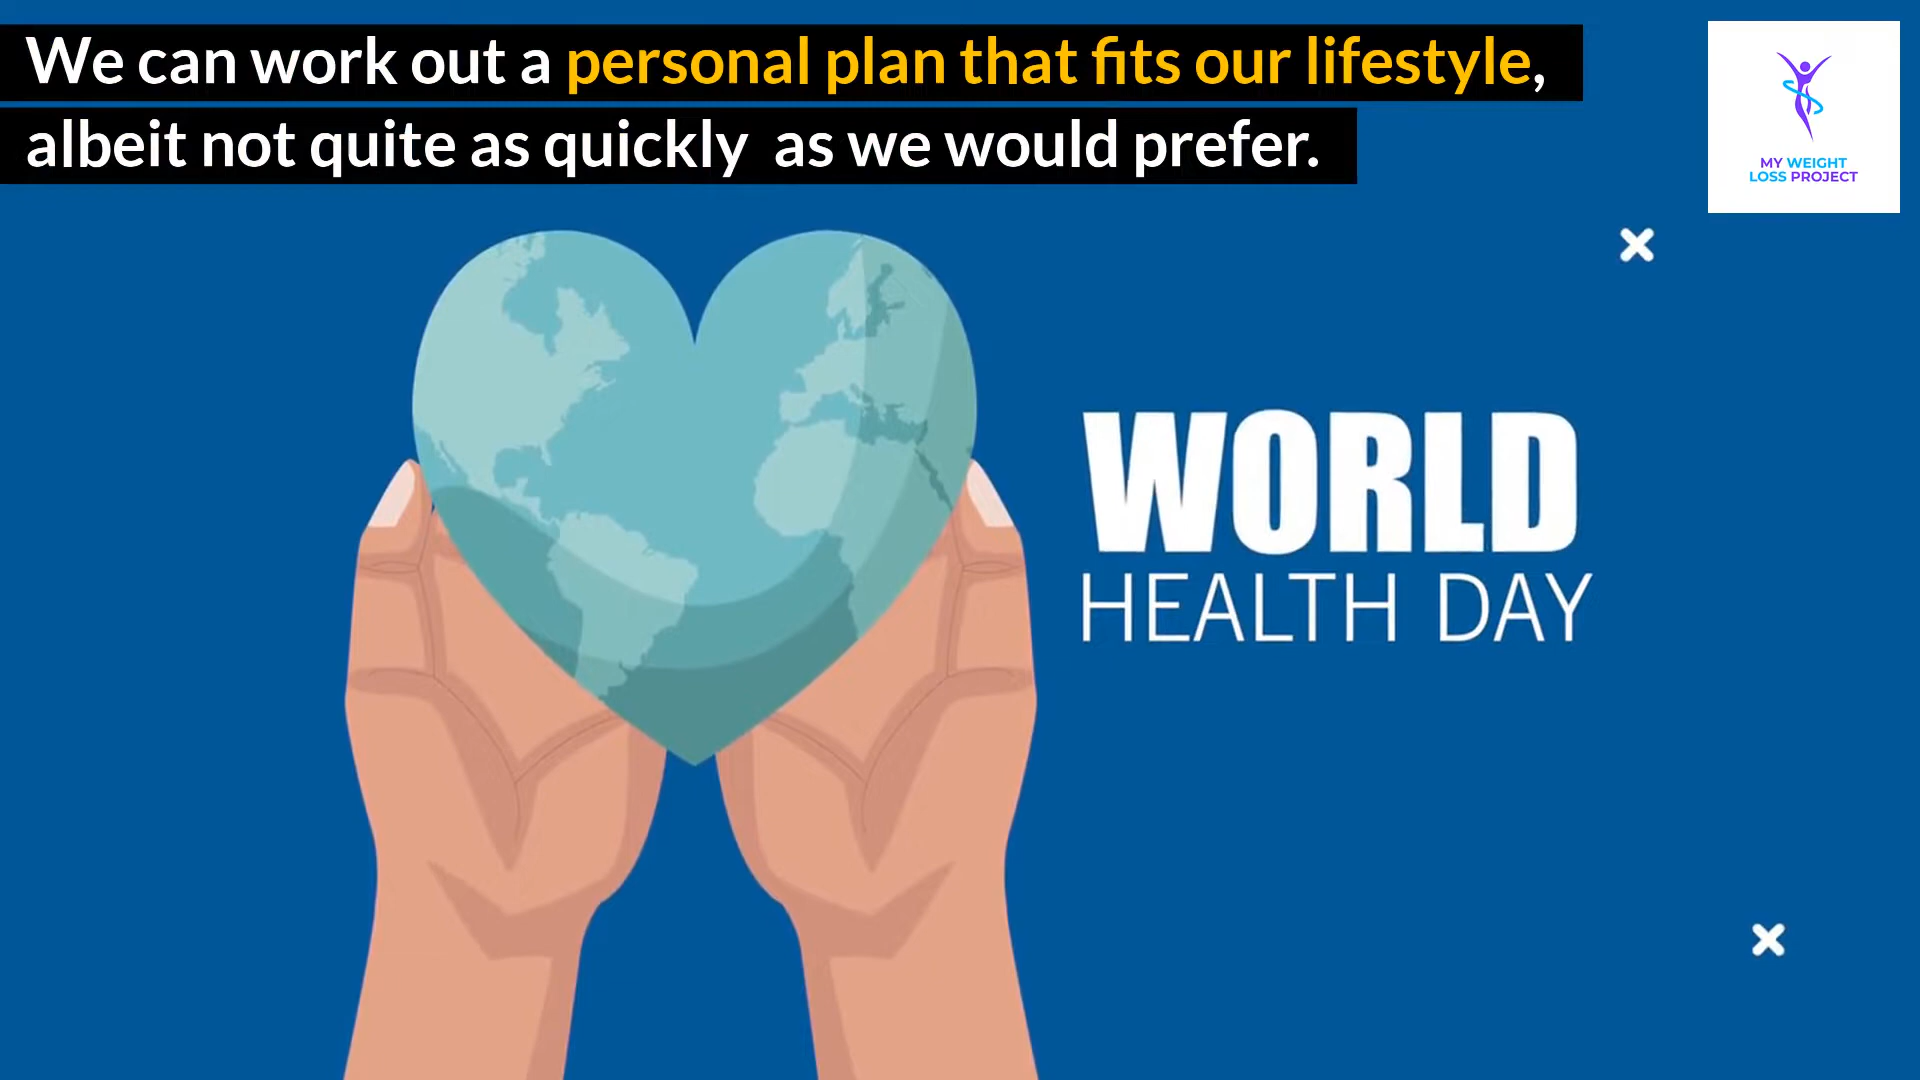 We can work out a personal plan that fits our lifestyle,
albeit not quite as quickly  as we would prefer.
MY WEIGHT
LOSS PROJECT
WORLD
HEALTH DAY